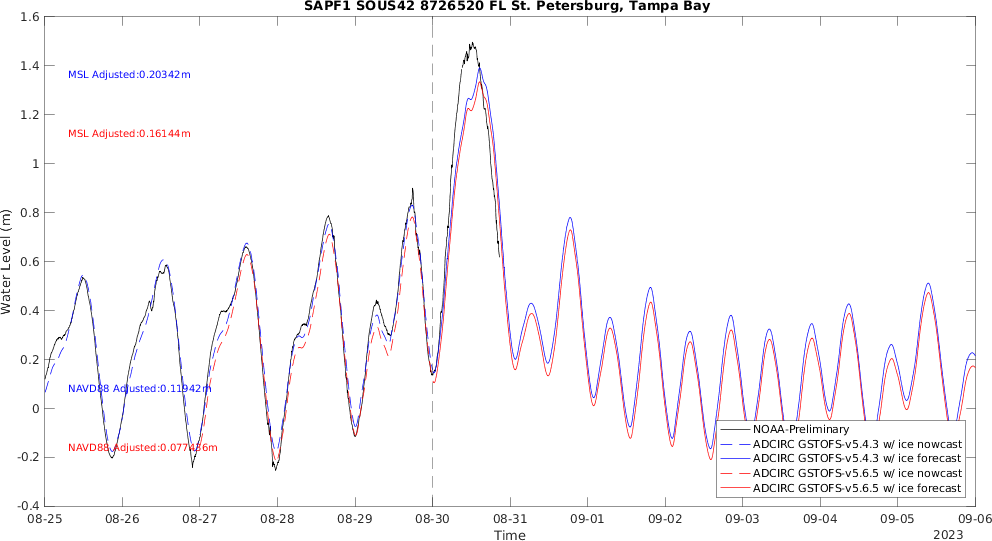 SAPF1 SOUS42 8726520 FL St. Petersburg, Tampa Bay
1.6
1.4
1.2
1
0.8
0.6
0.4
0.2
0
-0.2
-0.4
Water Level (m)
MSL Adjusted:0.20342m
MSL Adjusted:0.16144m
NAVD88 Adjusted:0.11942m
NOAA-Preliminary
ADCIRC GSTOFS-v5.4.3 w/ ice nowcast
ADCIRC GSTOFS-v5.4.3 w/ ice forecast
ADCIRC GSTOFS-v5.6.5 w/ ice nowcast
ADCIRC GSTOFS-v5.6.5 w/ ice forecast
NAVD88 Adjusted:
08-25 08-26 08-27 08-28 08-29 08-30 08-31 09-01 09-02 09-03 09-04 09-05 09-06
Time
2023